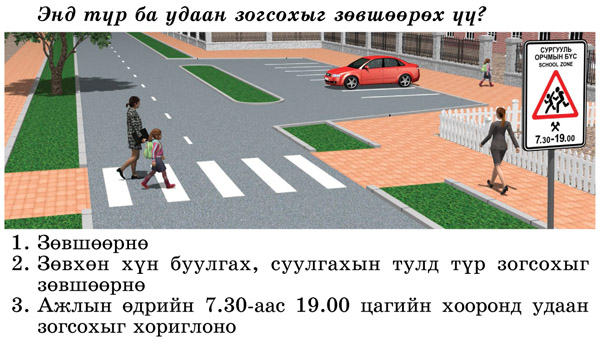 Энд түр ба удаан зогсохыг зөвшөөрөх үү?
СУРГУУЛЬ
ОРЧМЫН БҮС
SCHOOL ZONE
7.30-19.00
1. Зөвшөөрнө
2. Зөвхөн хүн буулгах, суулгахын тулд түр зогсохыг
зөвшөөрнө
3. Ажлын өдрийн 7.30-аас 19.00 цагийн хооронд удаан
зогсохыг хориглоно